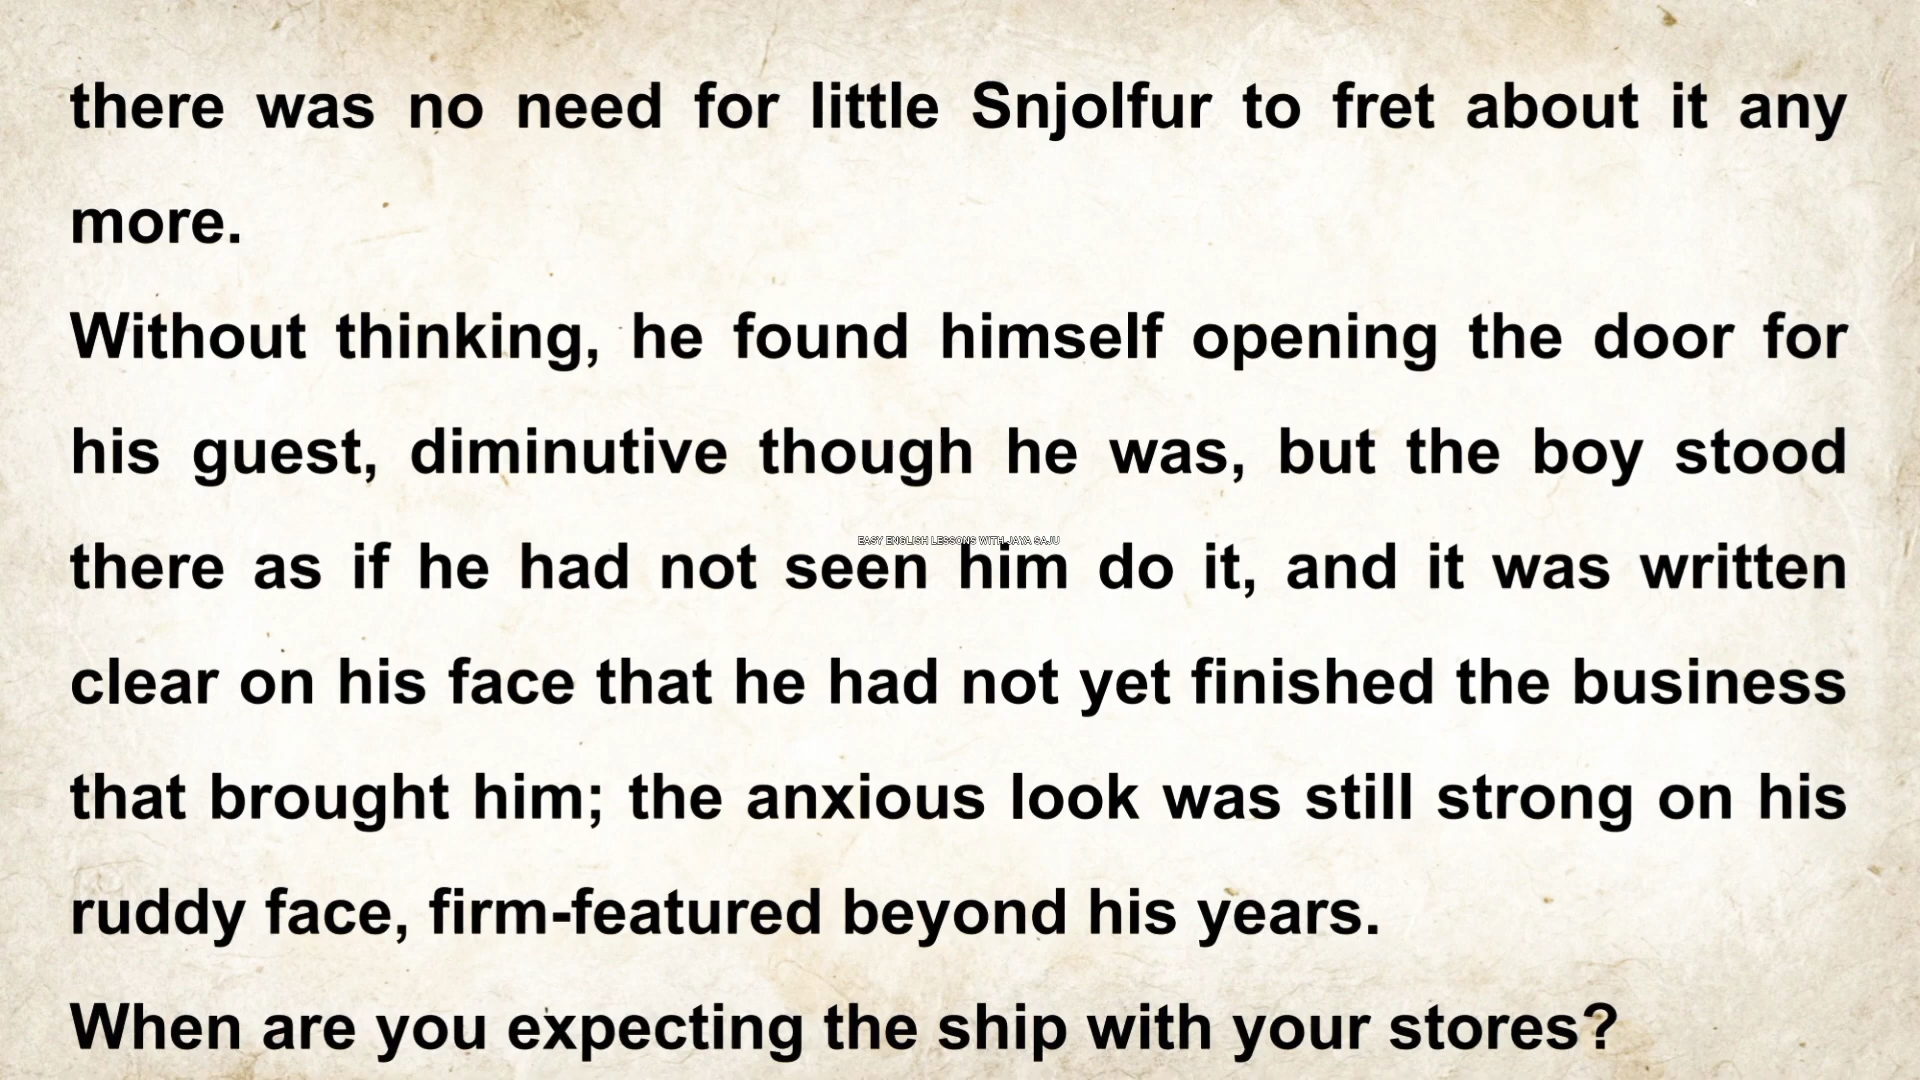 there was no need for little Snjolfur to fret about it any
more.
Without thinking, he found himself opening the door for
his guest, diminutive though he was, but the boy stood
EASY ENGLISH LESSONS WITH JAYA SAJU
there as if he had not seen him do it, and it was written
clear on his face that he had not yet finished the business
that brought him; the anxious look was still strong on his
ruddy face, firm-featured beyond his years.
When are you expecting the ship with your stores?